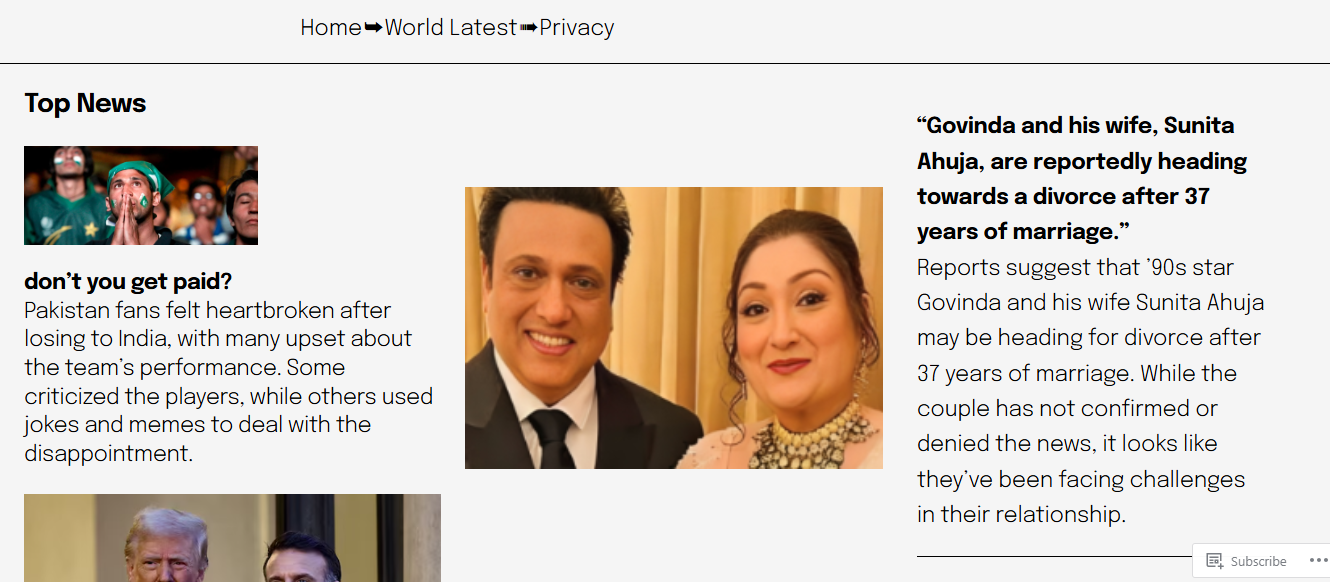 Home➥World Latest➠Privacy
Top News
don’t you get paid?
Pakistan fans felt heartbroken after
losing to India, with many upset about
the team’s performance. Some
criticized the players, while others used
jokes and memes to deal with the
disappointment.
“Govinda and his wife, Sunita
Ahuja, are reportedly heading
towards a divorce after 37
years of marriage.”
Reports suggest that ’90s star
Govinda and his wife Sunita Ahuja
may be heading for divorce after
37 years of marriage. While the
couple has not confirmed or
denied the news, it looks like
they’ve been facing challenges
in their relationship.
Subscribe